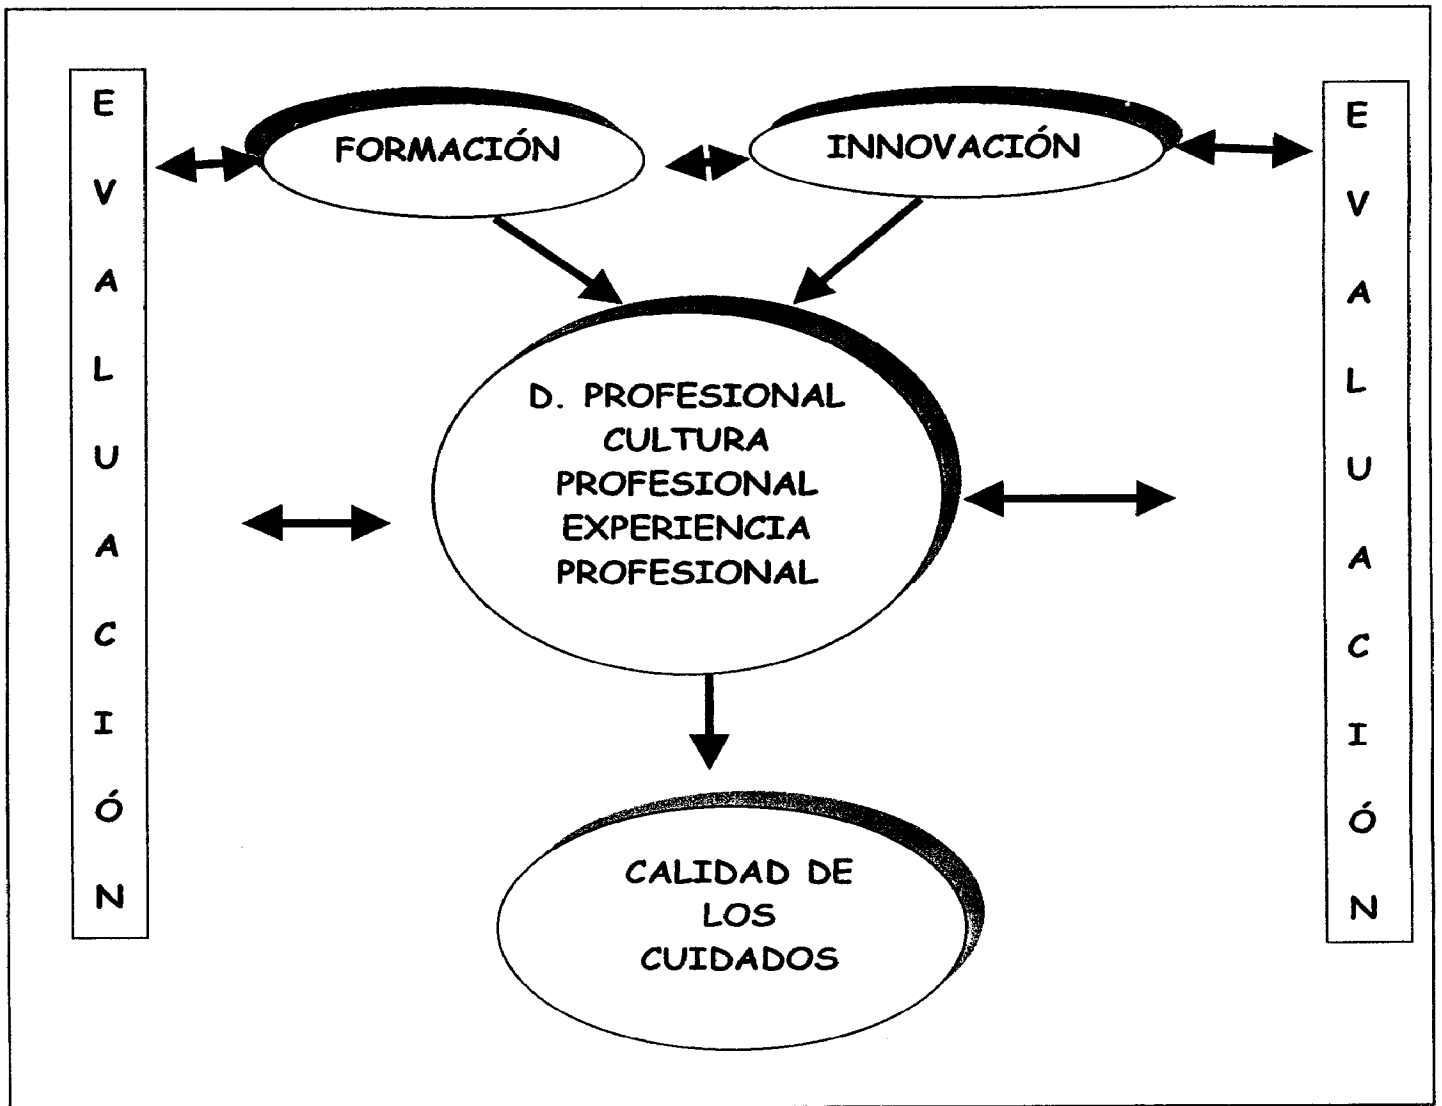 E
V
A
L
U
A
C
I
Ó
N
FORMACIÓN
INNOVACIÓN
D. PROFESIONAL
CULTURA
PROFESIONAL
EXPERIENCIA
PROFESIONAL
CALIDAD DE
LOS
CUIDADOS
E
V
A
L
U
A
C
I
Ó
N